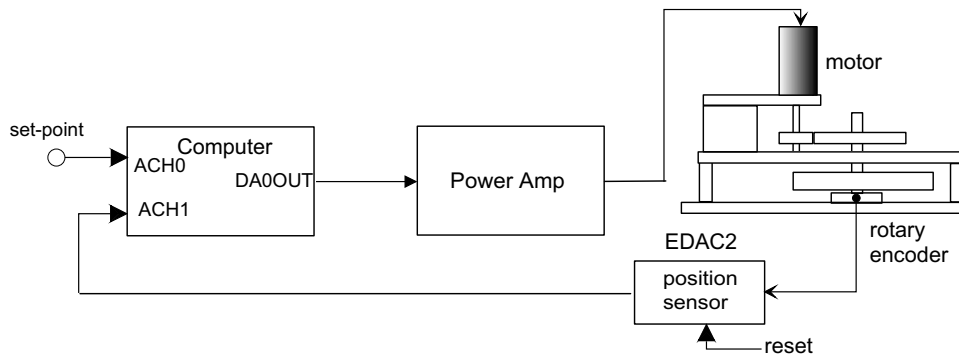 motor
set-point
Computer
ACH0
DA0OUT
Power Amp
ACH1
EDAC2
rotary
encoder
position
sensor
reset